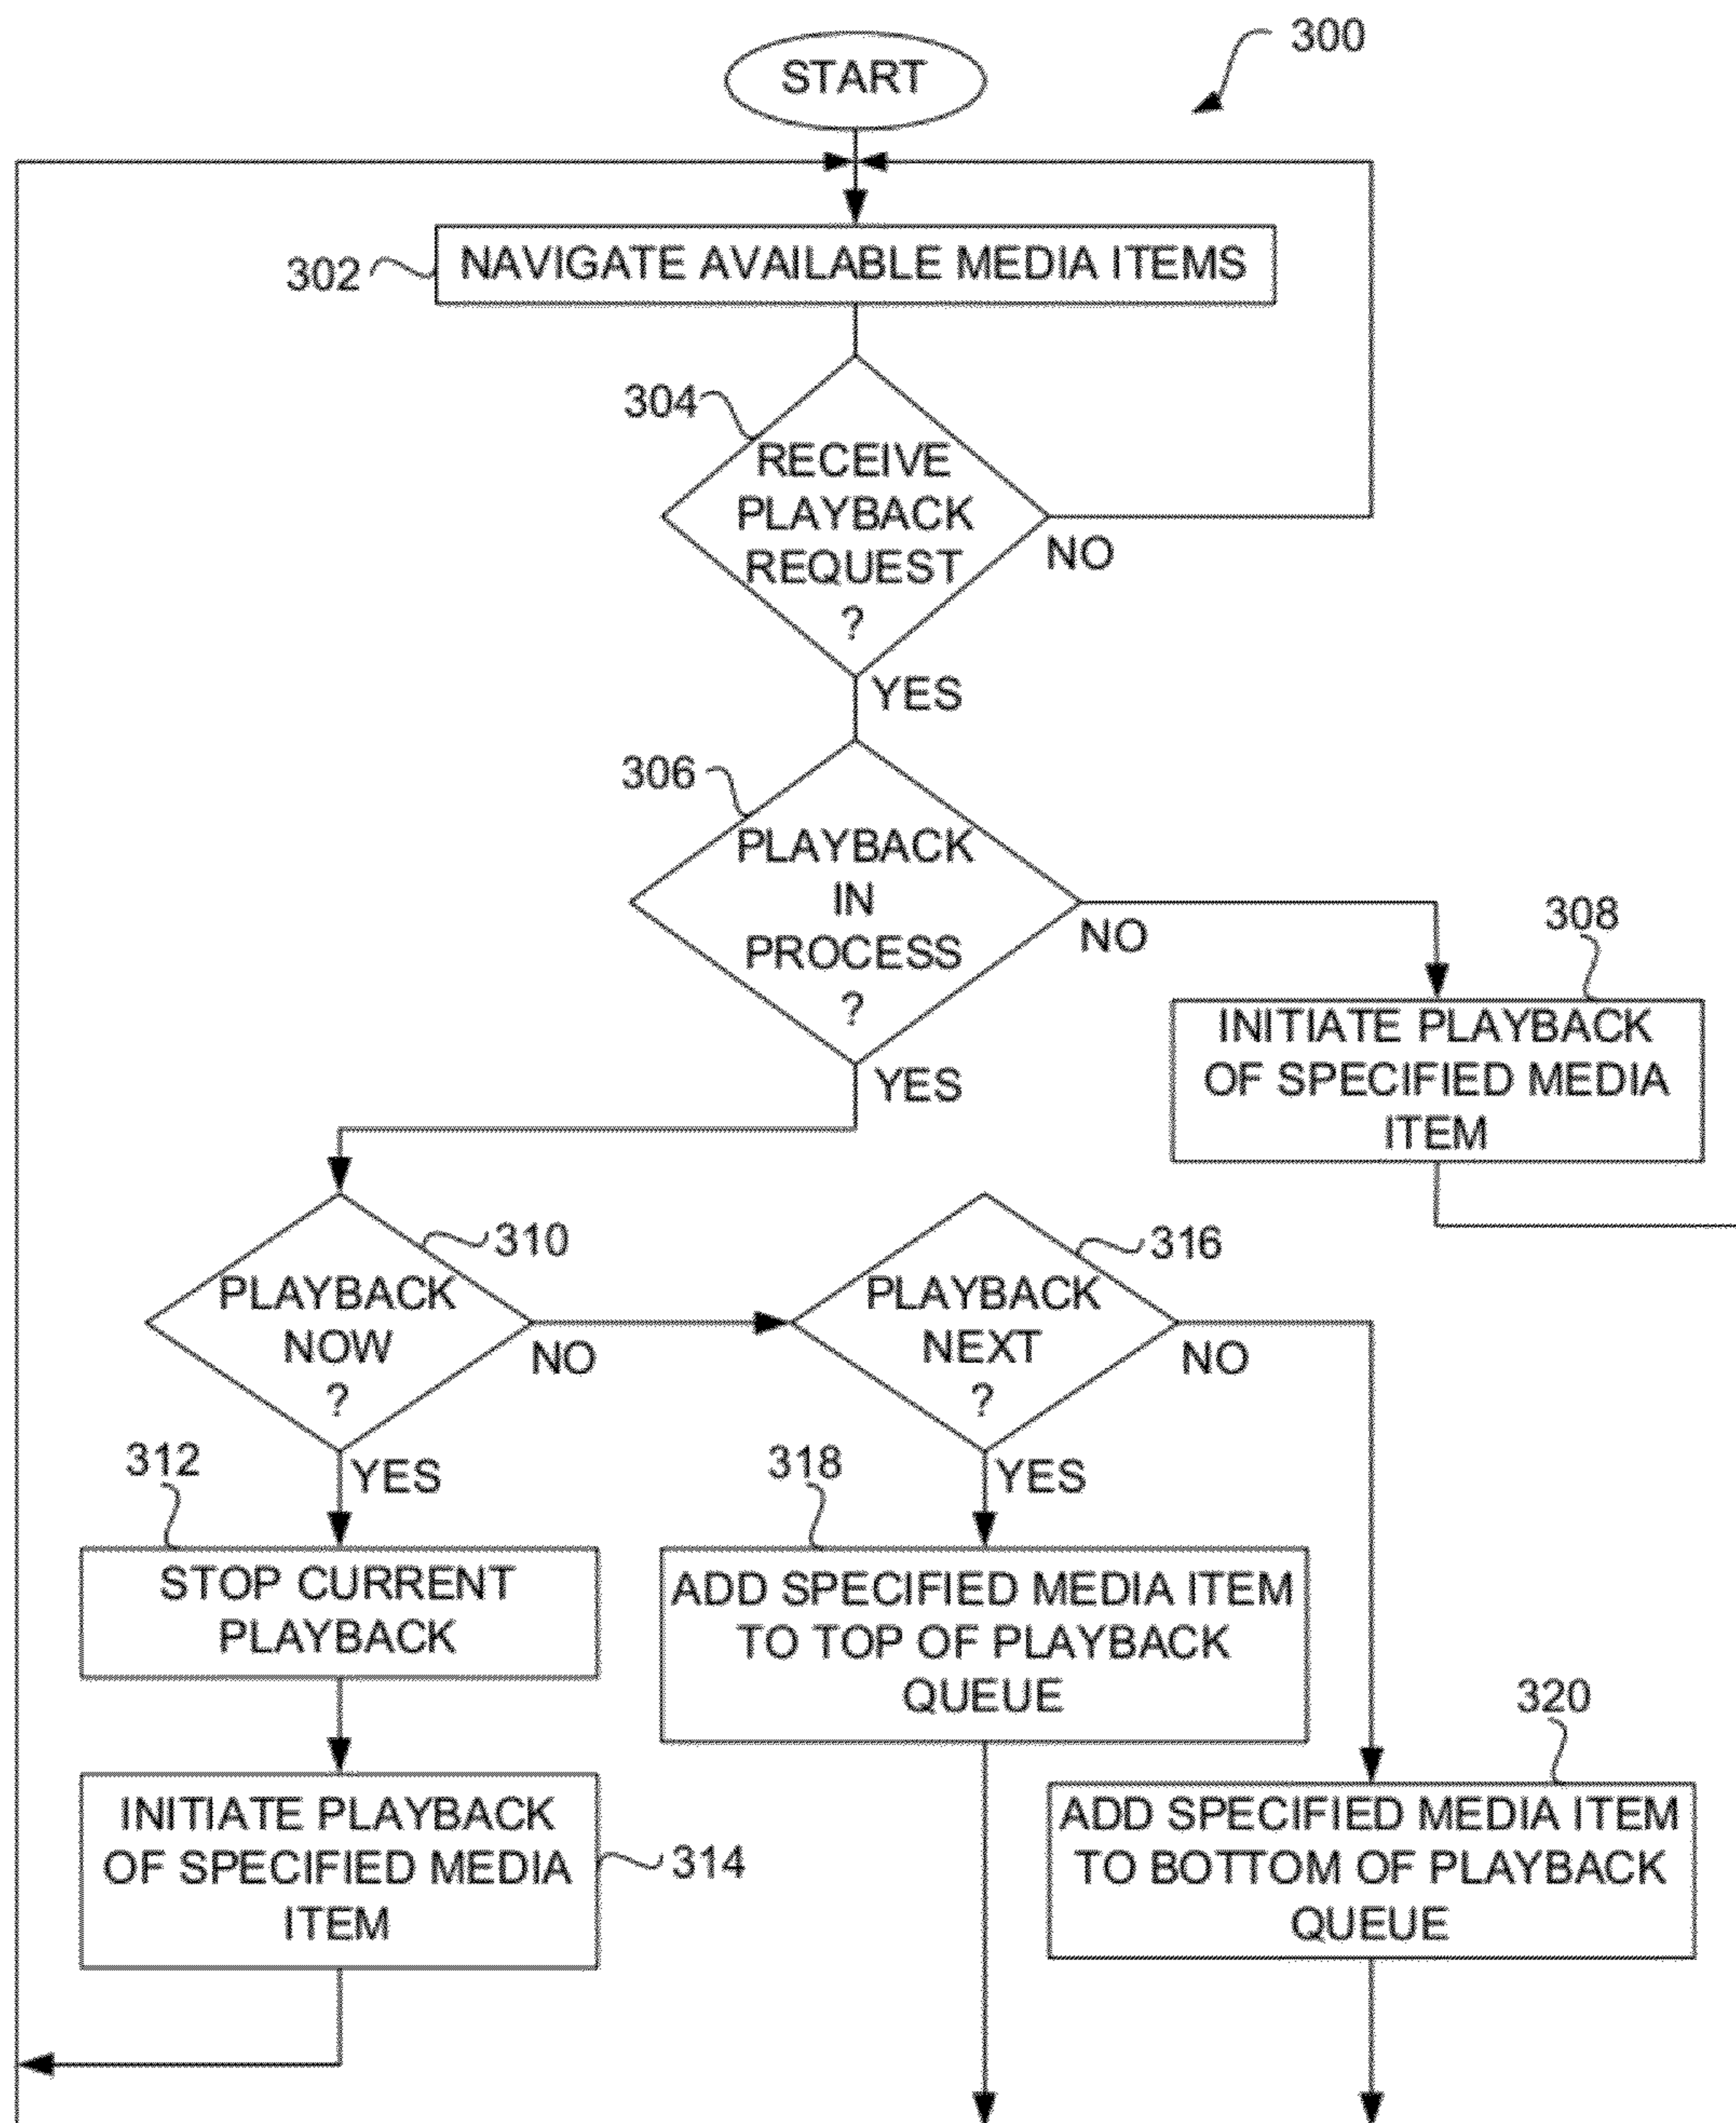 300
START
302
NAVIGATE AVAILABLE MEDIA ITEMS
304
RECEIVE
PLAYBACK
REQUEST
?
NO
YES
306
PLAYBACK
IN
PROCESS
?
NO
YES
308
INITIATE PLAYBACK
OF SPECIFIED MEDIA
ITEM
310
PLAYBACK
NOW
?
NO
YES
316
PLAYBACK
NEXT
?
NO
YES
312
STOP CURRENT
PLAYBACK
318
ADD SPECIFIED MEDIA ITEM
TO TOP OF PLAYBACK
QUEUE
314
INITIATE PLAYBACK
OF SPECIFIED MEDIA
ITEM
320
ADD SPECIFIED MEDIA ITEM
TO BOTTOM OF PLAYBACK
QUEUE